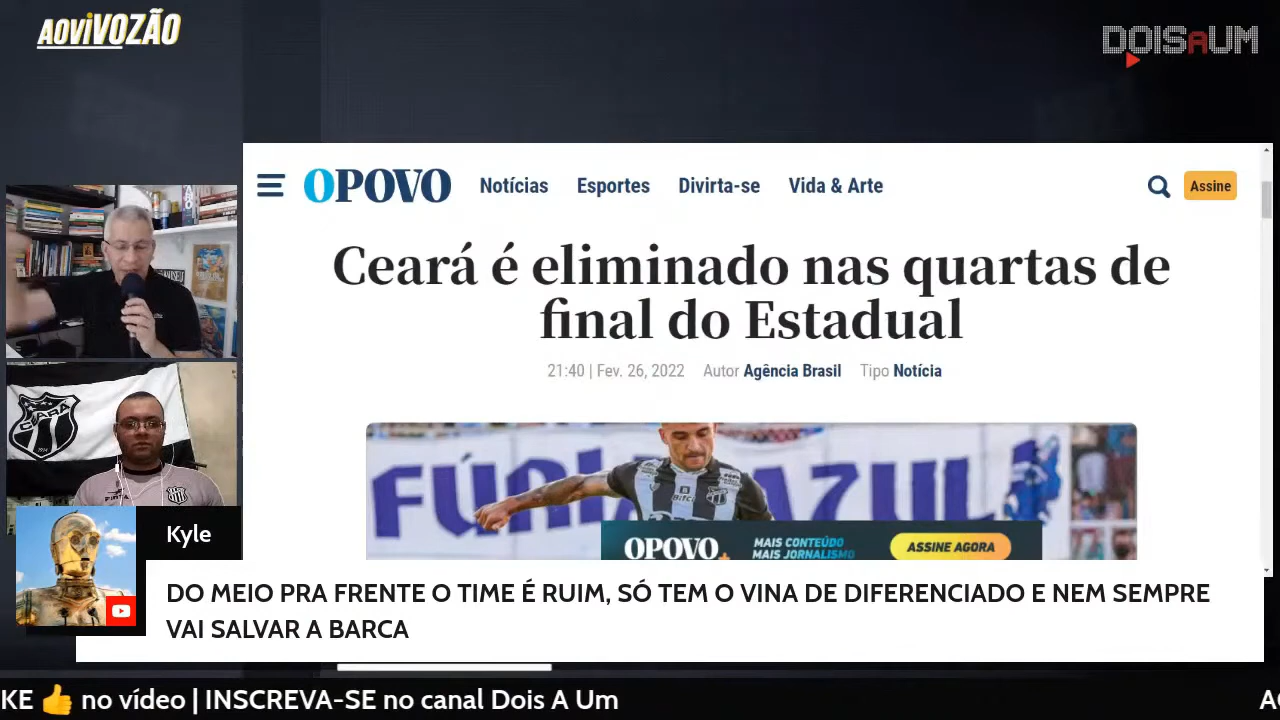 AOVIVOZÃO
DOISAUM
OPOVO
Notícias
Esportes
Divirta-se
Vida & Arte
Assine
Ceará é eliminado nas quartas de
final do Estadual
21:40 | Fev. 26, 2022
Autor Agência Brasil
Tipo Notícia
FÚRIA AZUL
CEARÁ
OPOVO+
MAIS CONTEÚDO
MAIS JORNALISMO
ASSINE AGORA
Kyle
DO MEIO PRA FRENTE O TIME É RUIM, SÓ TEM O VINA DE DIFERENCIADO E NEM SEMPRE
VAI SALVAR A BARCA
KE 👍 no vídeo | INSCREVA-SE no canal Dois A Um